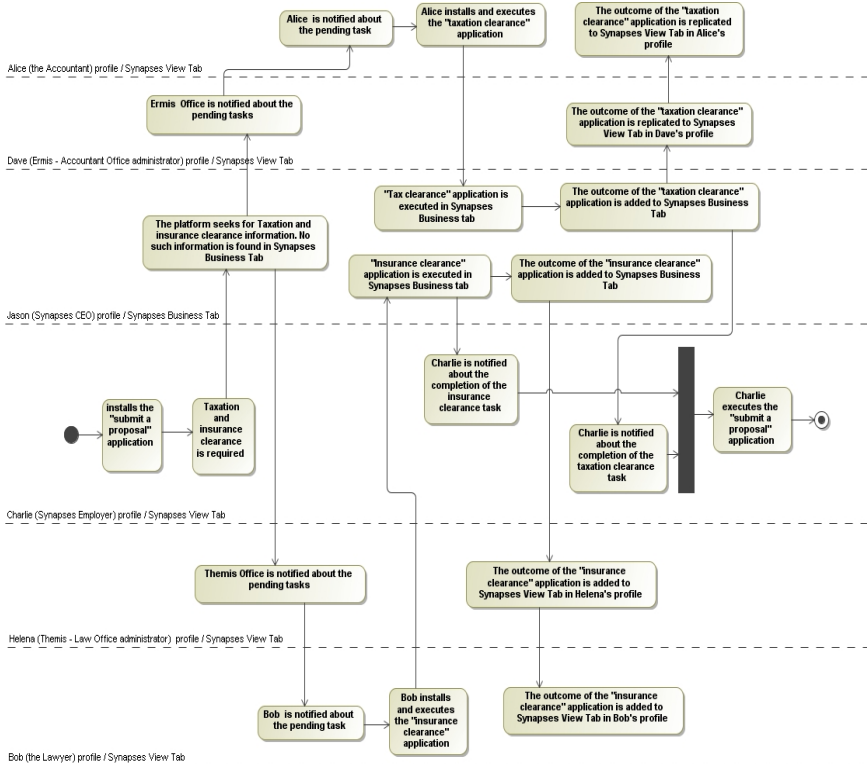 Alice  is notified about
the pending task
Alice installs and executes
the "taxation clearance"
application
The outcome of the "taxation
clearance" application is replicated
to Synapses View Tab in Alice's
profile
Alice (the Accountant) profile / Synapses View Tab
Ermis  Office is notified about the
pending tasks
The outcome of the "taxation clearance"
application is replicated to Synapses
View Tab in Dave's profile
Dave (Ermis - Accountant Office administrator) profile / Synapses View Tab
"Tax clearance" application is
executed in Synapses
Business tab
The outcome of the "taxation clearance"
application is added to Synapses Business
Tab
The platform seeks for Taxation and
insurance clearance information. No
such information is found in Synapses
Business Tab
"Insurance clearance"
application is executed in
Synapses Business tab
The outcome of the "insurance clearance"
application is added to Synapses Business
Tab
Jason (Synapses CEO) profile / Synapses Business Tab
installs the
"submit a
proposal"
application
Taxation
and
insurance
clearance
is required
Charlie is notified
about the
completion of the
insurance
clearance task
Charlie is notified
about the
completion of the
taxation clearance
task
Charlie
executes the
"submit a
proposal"
application
Charlie (Synapses Employer) profile / Synapses View Tab
Themis Office is notified about the
pending tasks
The outcome of the "insurance
clearance" application is added to
Synapses View Tab in Helena's profile
Helena (Themis - Law Office administrator)  profile / Synapses View Tab
Bob  is notified about
the pending task
Bob installs
and executes
the "insurance
clearance"
application
The outcome of the "insurance
clearance" application is added to
Synapses View Tab in Bob's profile
Bob (the Lawyer) profile / Synapses View Tab